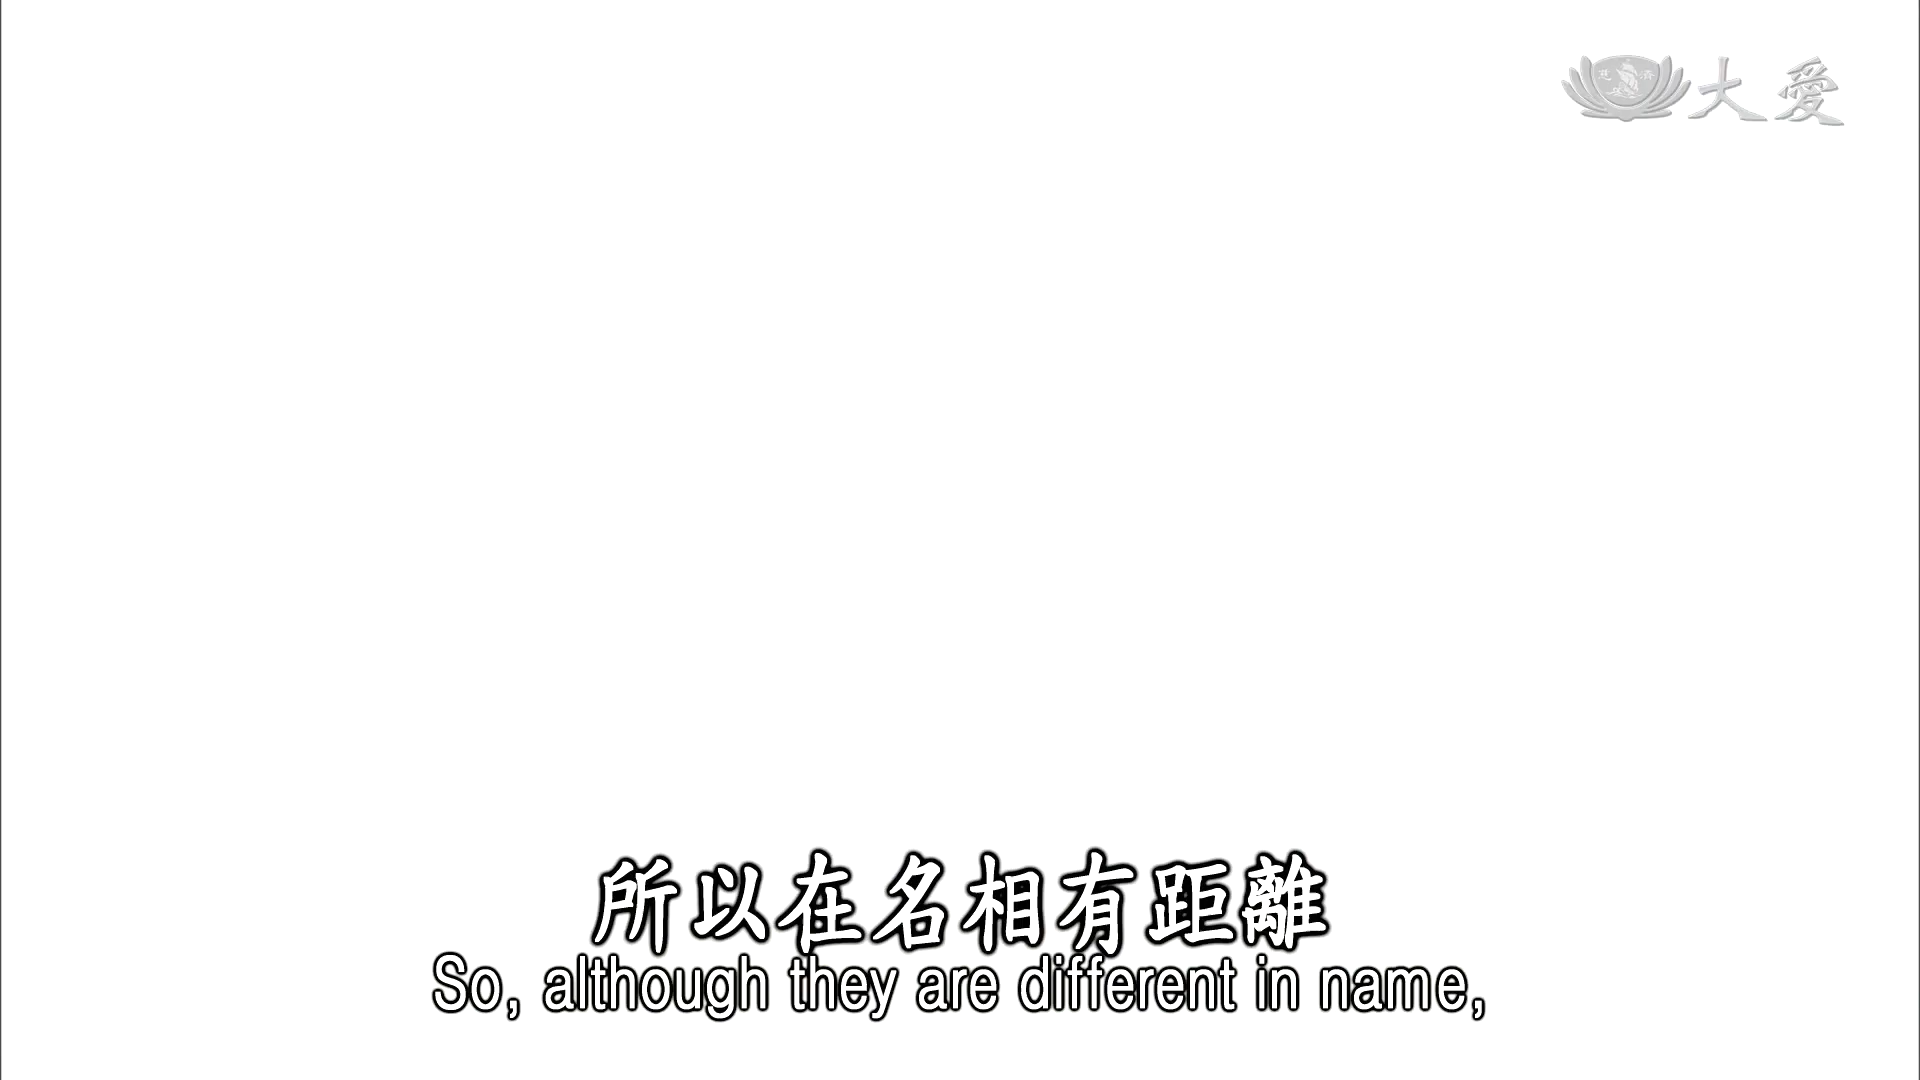 大愛
所以在名相有距離
So, although they are different in name,